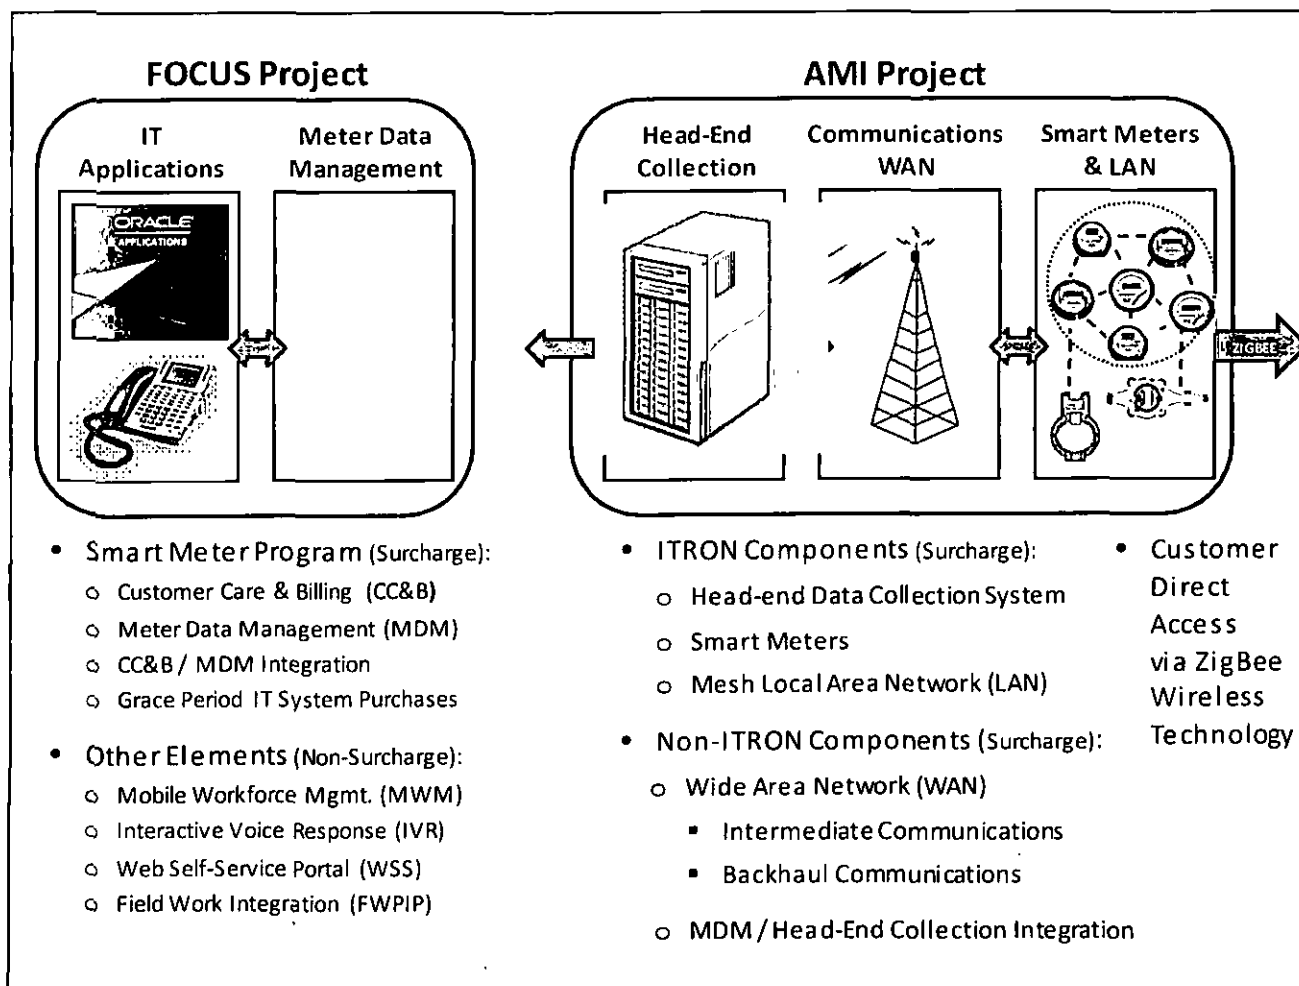 FOCUS Project
IT
Applications
Meter Data
Management
ORACLE
APPLICATIONS
• Smart Meter Program (Surcharge):
o Customer Care & Billing (CC&B)
o Meter Data Management (MDM)
o CC&B / MDM Integration
o Grace Period IT System Purchases
• Other Elements (Non-Surcharge):
o Mobile Workforce Mgmt. (MWM)
o Interactive Voice Response (IVR)
o Web Self-Service Portal (WSS)
o Field Work Integration (FWPIP)
AMI Project
Head-End
Collection
Communications
WAN
Smart Meters
& LAN
ZIGBEE
• ITRON Components (Surcharge):
o Head-end Data Collection System
o Smart Meters
o Mesh Local Area Network (LAN)
• Non-ITRON Components (Surcharge):
o Wide Area Network (WAN)
▪ Intermediate Communications
▪ Backhaul Communications
o MDM / Head-End Collection Integration
• Customer
Direct
Access
via ZigBee
Wireless
Technology